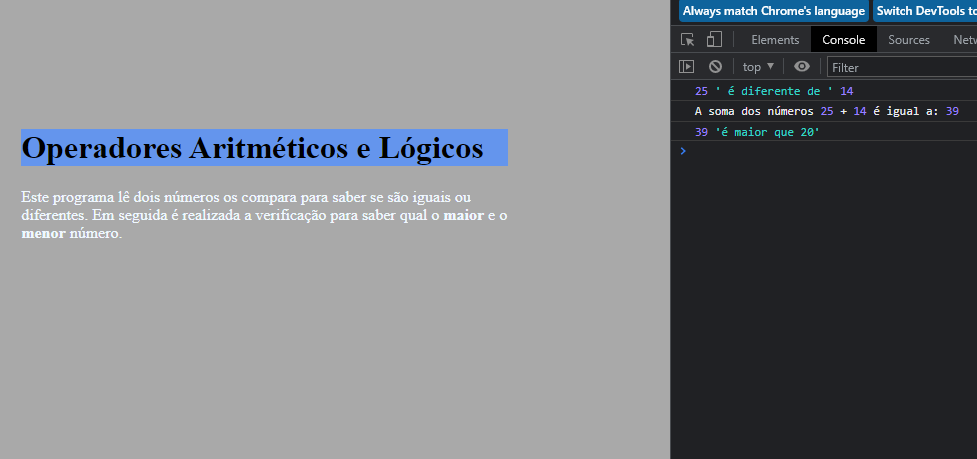 Always match Chrome's language Switch DevTools to
Elements Console Sources Netw
top Filter
25 ' é diferente de ' 14
A soma dos números 25 + 14 é igual a: 39
39 'é maior que 20'
Operadores Aritméticos e Lógicos
Este programa lê dois números os compara para saber se são iguais ou
diferentes. Em seguida é realizada a verificação para saber qual o maior e o
menor número.